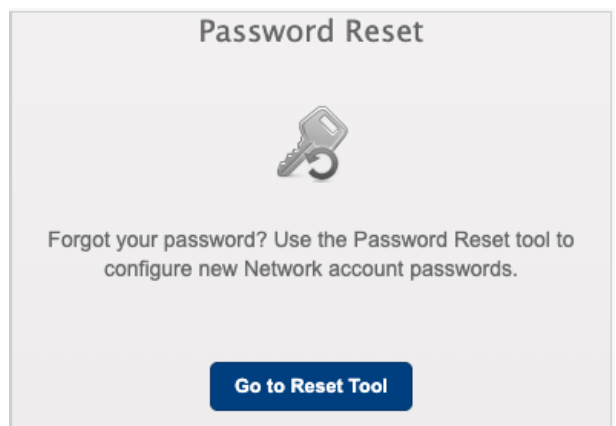 Password Reset
Forgot your password? Use the Password Reset tool to
configure new Network account passwords.
Go to Reset Tool